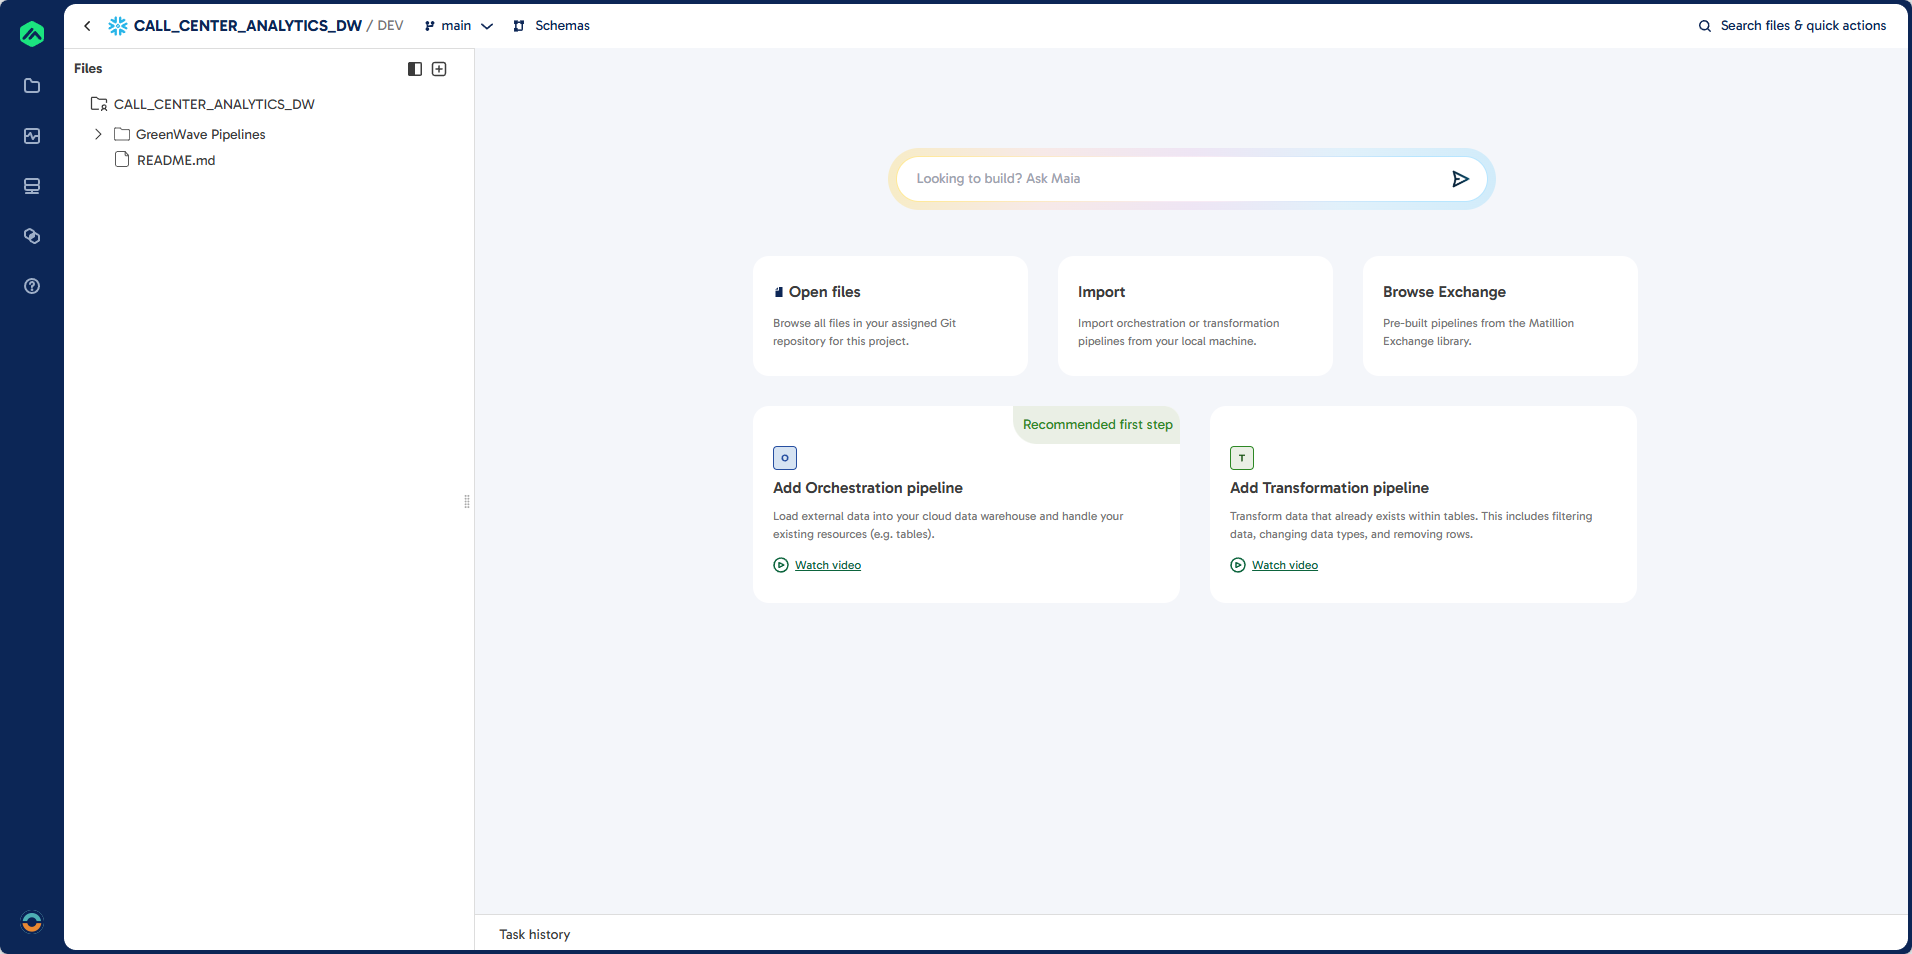 CALL_CENTER_ANALYTICS_DW / DEV
main
Schemas
Search files & quick actions
Files
CALL_CENTER_ANALYTICS_DW
GreenWave Pipelines
README.md
Looking to build? Ask Maia
Open files
Browse all files in your assigned Git
repository for this project.
Import
Import orchestration or transformation
pipelines from your local machine.
Browse Exchange
Pre-built pipelines from the Matillion
Exchange library.
Recommended first step
O
Add Orchestration pipeline
Load external data into your cloud data warehouse and handle your
existing resources (e.g. tables).
Watch video
T
Add Transformation pipeline
Transform data that already exists within tables. This includes filtering
data, changing data types, and removing rows.
Watch video
Task history